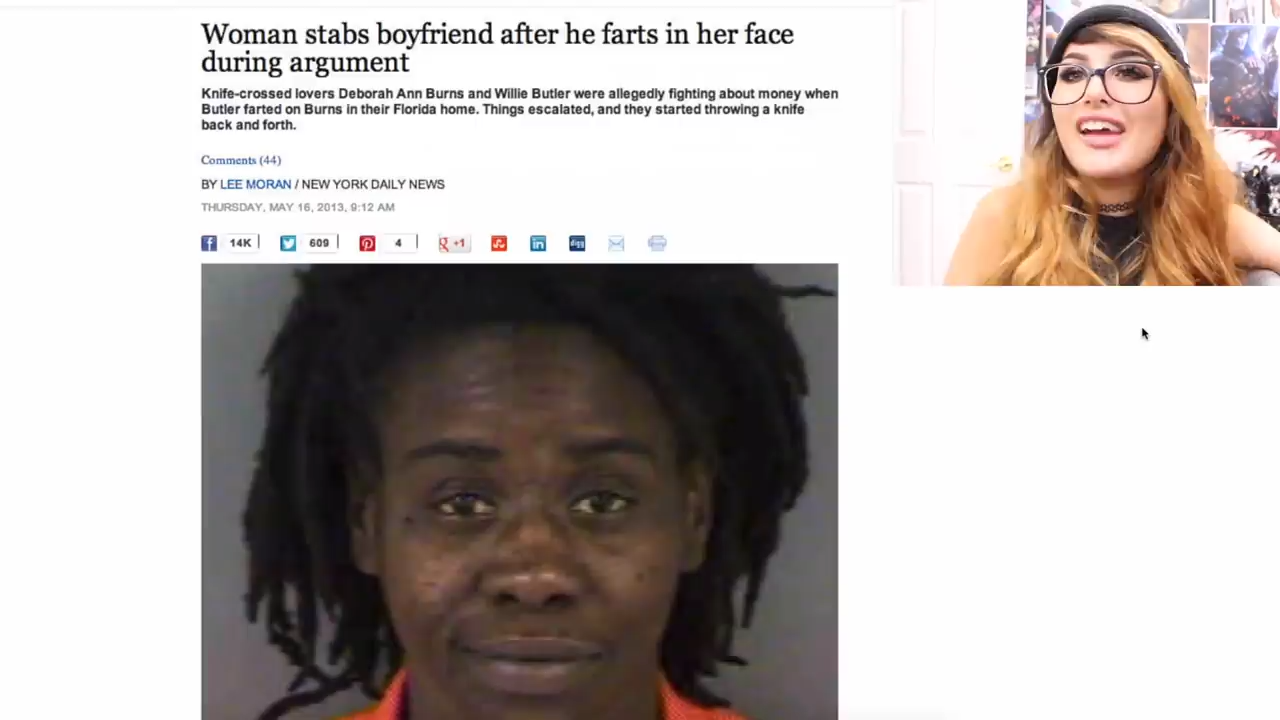 Woman stabs boyfriend after he farts in her face
during argument
Knife-crossed lovers Deborah Ann Burns and Willie Butler were allegedly fighting about money when
Butler farted on Burns in their Florida home. Things escalated, and they started throwing a knife
back and forth.
Comments (44)
BY LEE MORAN / NEW YORK DAILY NEWS
THURSDAY, MAY 16, 2013, 9:12 AM
f 14K 609 4 g +1 in digg